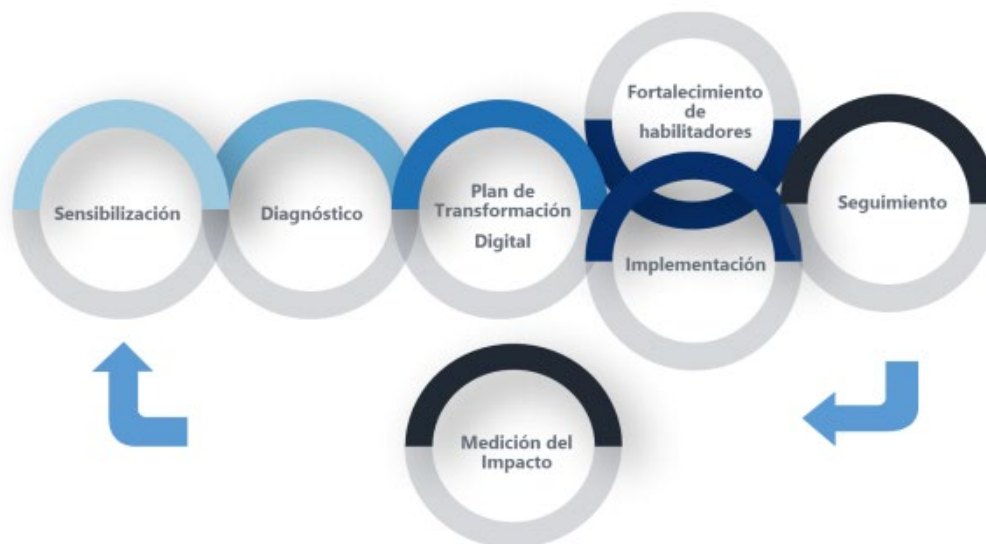 Sensibilización
Diagnóstico
Plan de
Transformación
Digital
Fortalecimiento
de
habilitadores
Implementación
Seguimiento
Medición del
Impacto